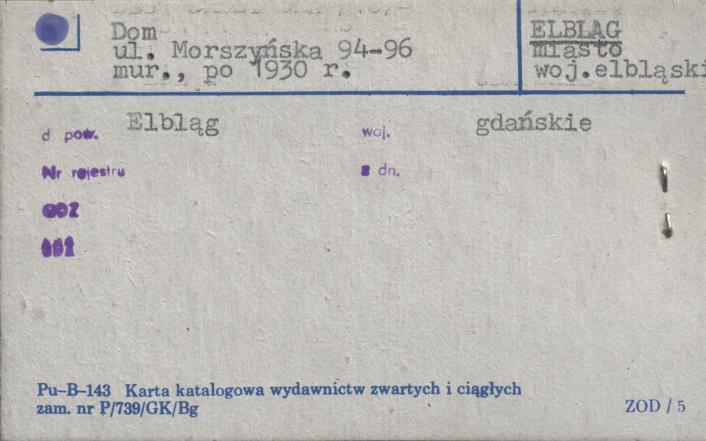 Dom
ul. Morszyńska 94-96
mur., po 1930 r.
ELBLĄG
miasto
woj.elbląski
d pow. Elbląg woj. gdańskie
Nr rejestru z dn.
Pu-B-143 Karta katalogowa wydawnictw zwartych i ciągłych
zam. nr P/739/GK/Bg
ZOD / 5